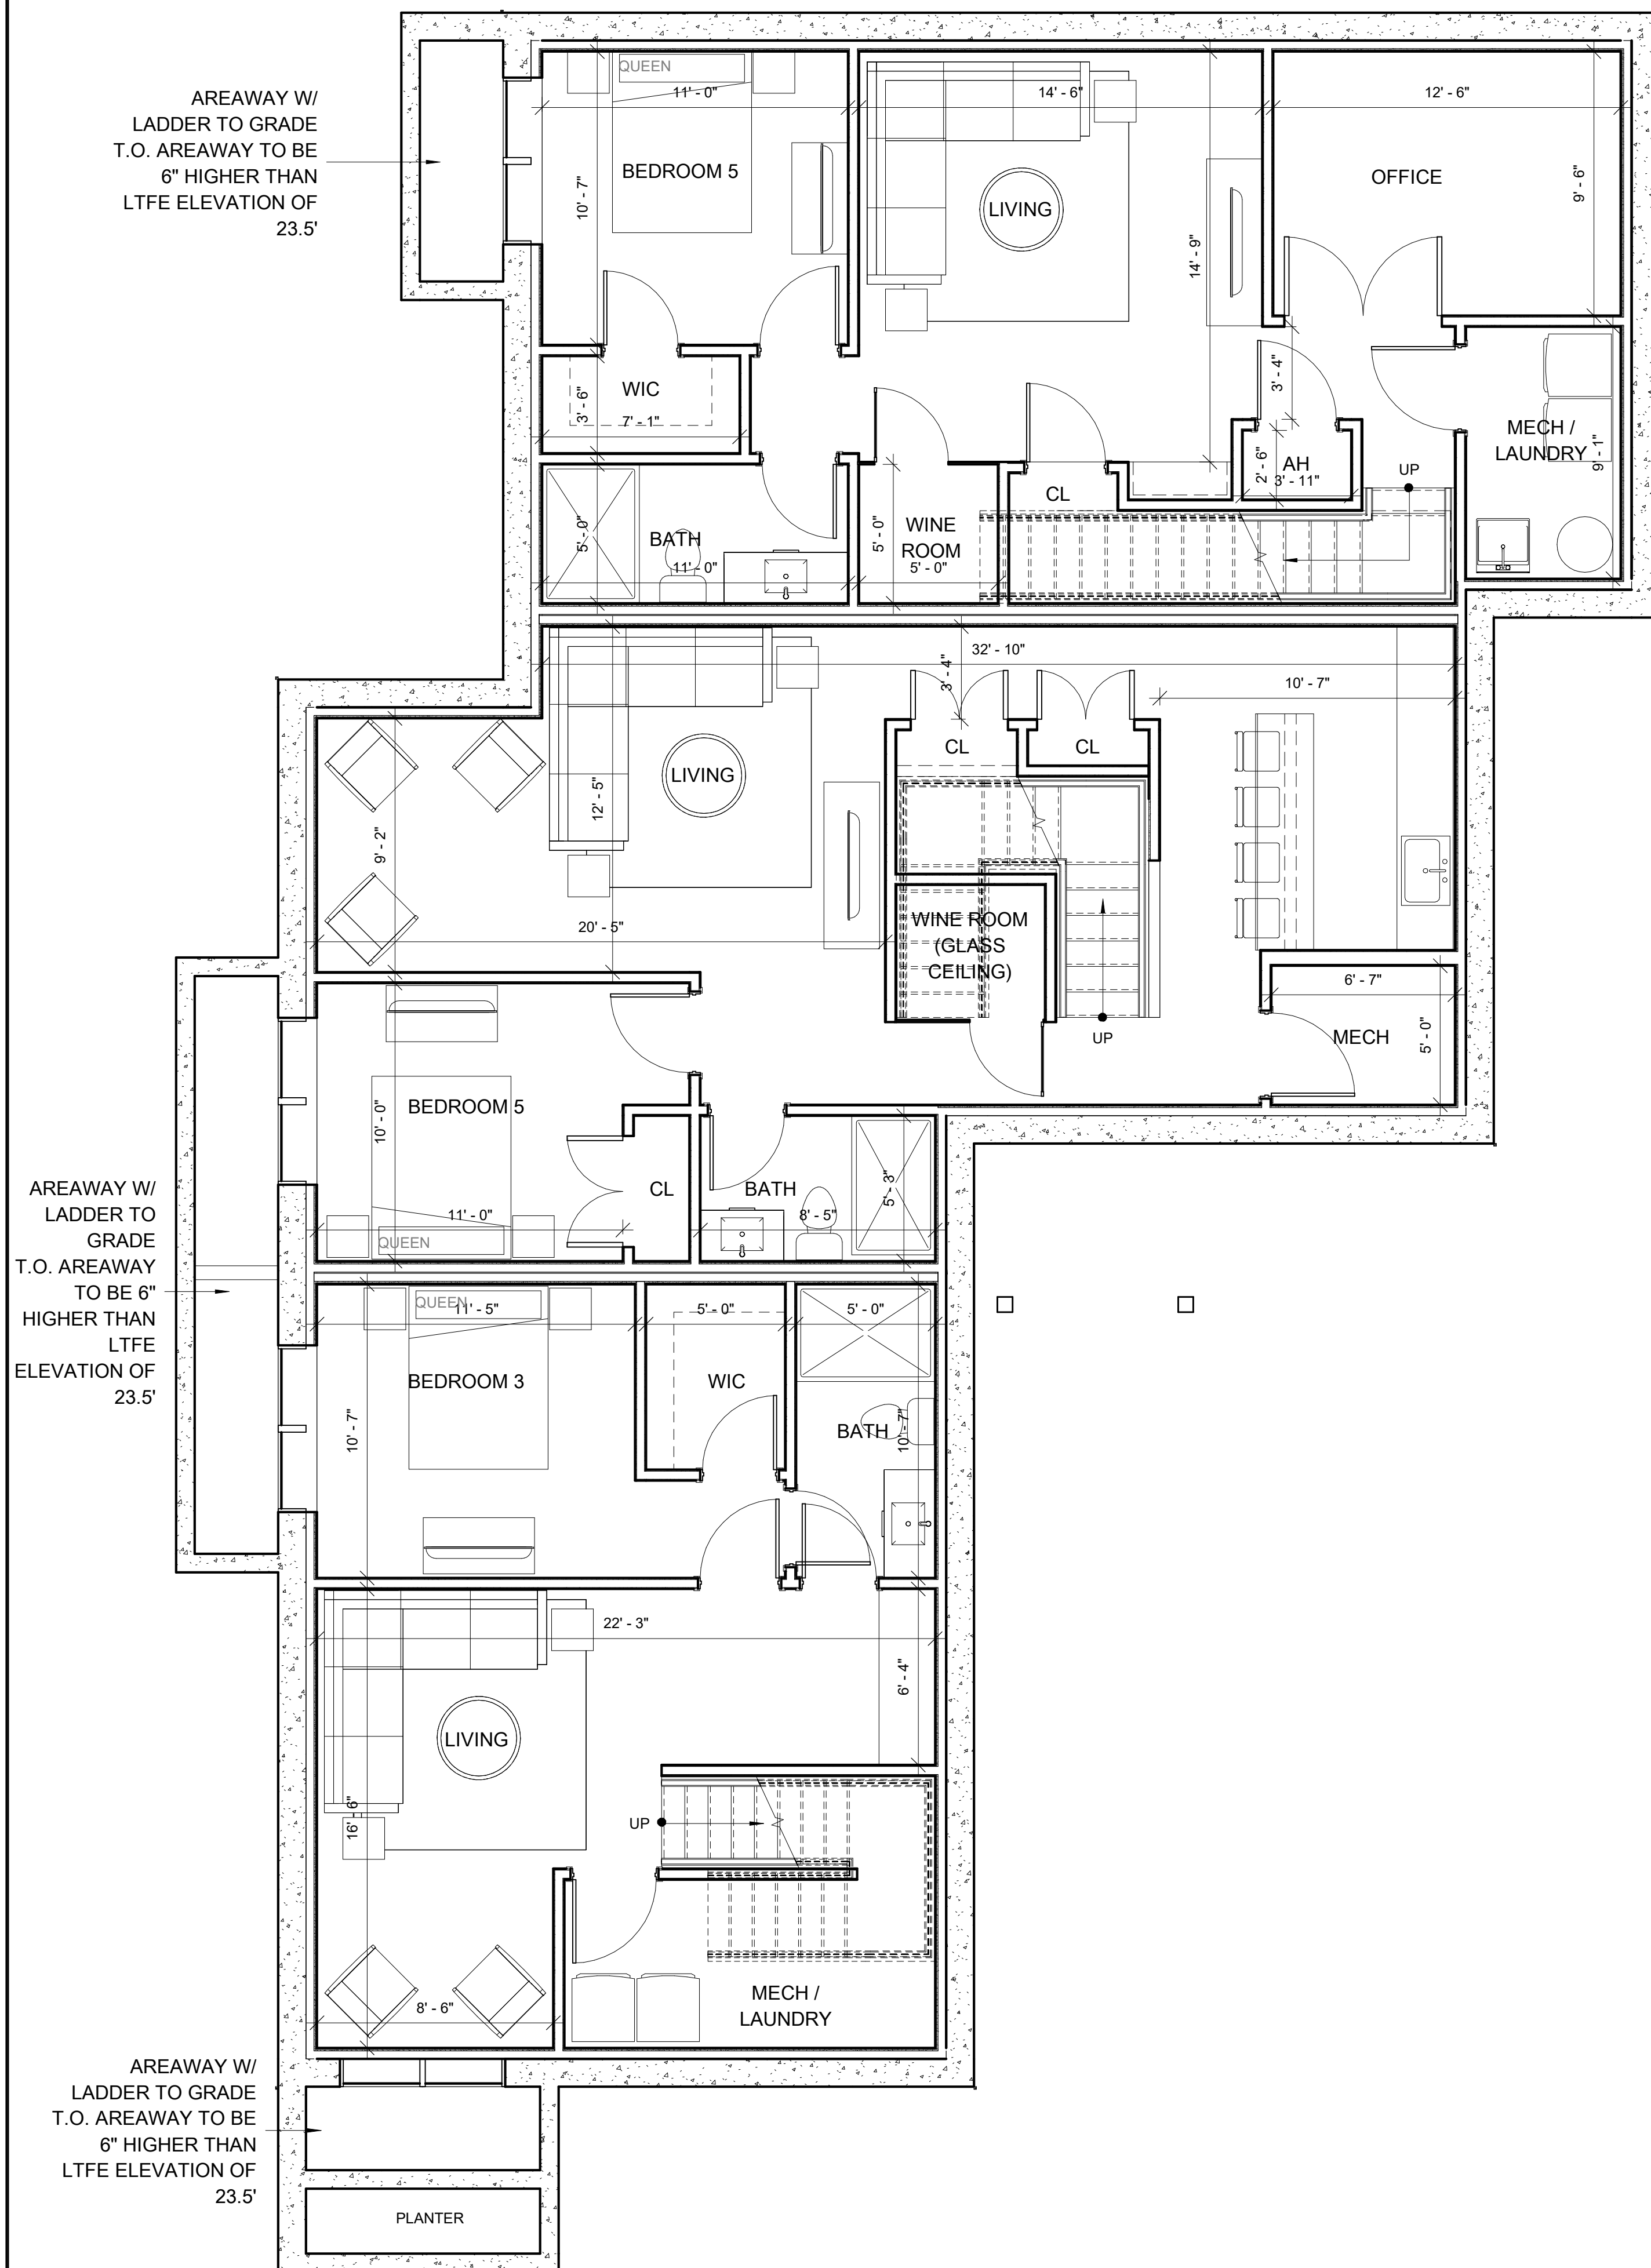 AREAWAY W/
LADDER TO GRADE
T.O. AREAWAY TO BE
6" HIGHER THAN
LTFE ELEVATION OF
23.5'
QUEEN
11' - 0"
14' - 6"
12' - 6"
BEDROOM 5
10' - 7"
LIVING
14' - 9"
OFFICE
9' - 6"
WIC
3' - 6"
7' - 1"
3' - 4"
MECH /
LAUNDRY
9' - 1"
AH
2' - 6"
3' - 11"
UP
CL
BATH
5' - 0"
11' - 0"
WINE
ROOM
5' - 0"
5' - 0"
32' - 10"
3' - 4"
10' - 7"
CL
CL
LIVING
12' - 5"
9' - 2"
20' - 5"
WINE ROOM
(GLASS
CEILING)
UP
6' - 7"
MECH
5' - 0"
BEDROOM 5
10' - 0"
CL
BATH
5' - 3"
11' - 0"
8' - 5"
QUEEN
AREAWAY W/
LADDER TO
GRADE
T.O. AREAWAY
TO BE 6"
HIGHER THAN
LTFE
ELEVATION OF
23.5'
QUEEN
11' - 5"
5' - 0"
5' - 0"
BEDROOM 3
WIC
10' - 7"
BATH
10' - 7"
22' - 3"
6' - 4"
LIVING
16' - 6"
UP
8' - 6"
MECH /
LAUNDRY
AREAWAY W/
LADDER TO GRADE
T.O. AREAWAY TO BE
6" HIGHER THAN
LTFE ELEVATION OF
23.5'
PLANTER